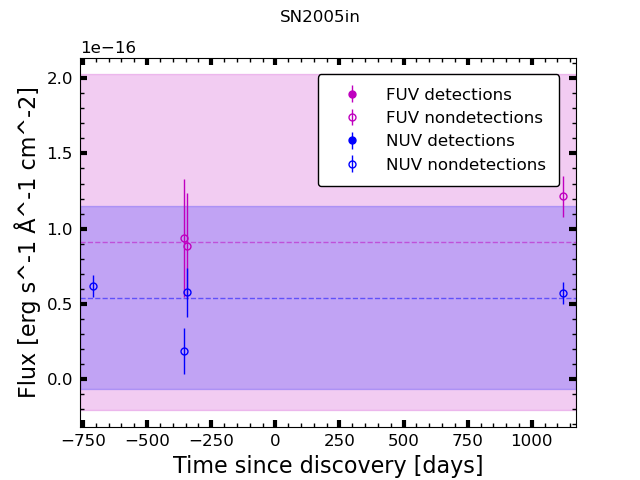 SN2005in
1e−16
2.0
1.5
1.0
0.5
0.0
Flux [erg s^-1 Å^-1 cm^-2]
FUV detections
FUV nondetections
NUV detections
NUV nondetections
−750 −500 −250 0 250 500 750 1000
Time since discovery [days]